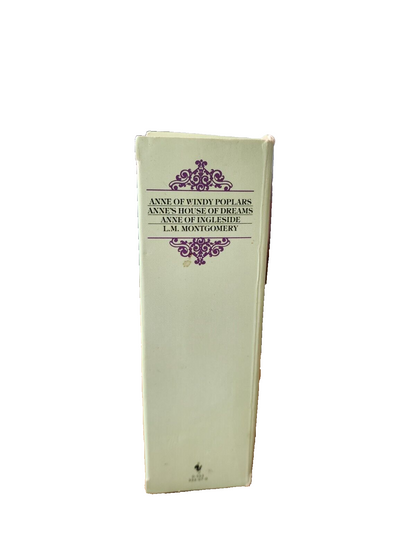 ANNE OF WINDY POPLARS
ANNE'S HOUSE OF DREAMS
ANNE OF INGLESIDE
L.M. MONTGOMERY